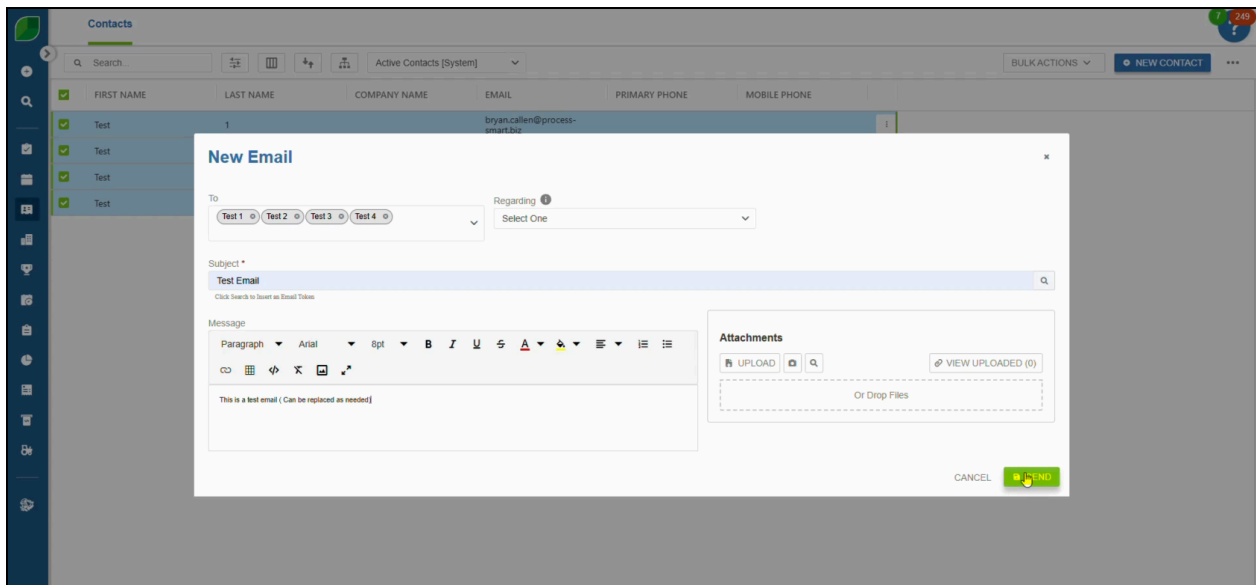 Contacts
7 249
?
Search...
Active Contacts [System]
BULK ACTIONS
NEW CONTACT
FIRST NAME LAST NAME COMPANY NAME EMAIL PRIMARY PHONE MOBILE PHONE
Test 1 bryan.callen@process-
smart.biz
Test
Test
Test
New Email
To
Regarding
Test 1 Test 2 Test 3 Test 4
Select One
Subject *
Test Email
Click Search to Insert an Email Token
Message
Paragraph Arial 8pt B I U S A
This is a test email ( Can be replaced as needed)
Attachments
UPLOAD
VIEW UPLOADED (0)
Or Drop Files
CANCEL
SEND